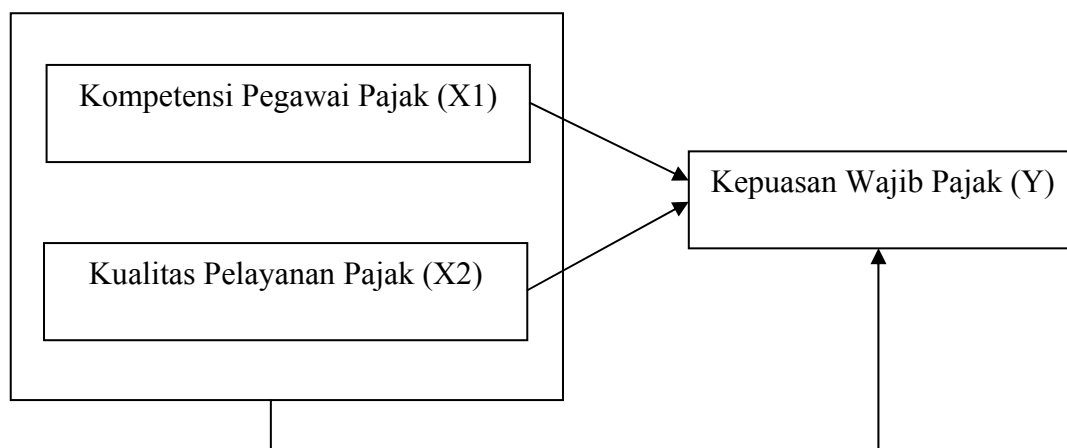 Kompetensi Pegawai Pajak (X1)
Kepuasan Wajib Pajak (Y)
Kualitas Pelayanan Pajak (X2)